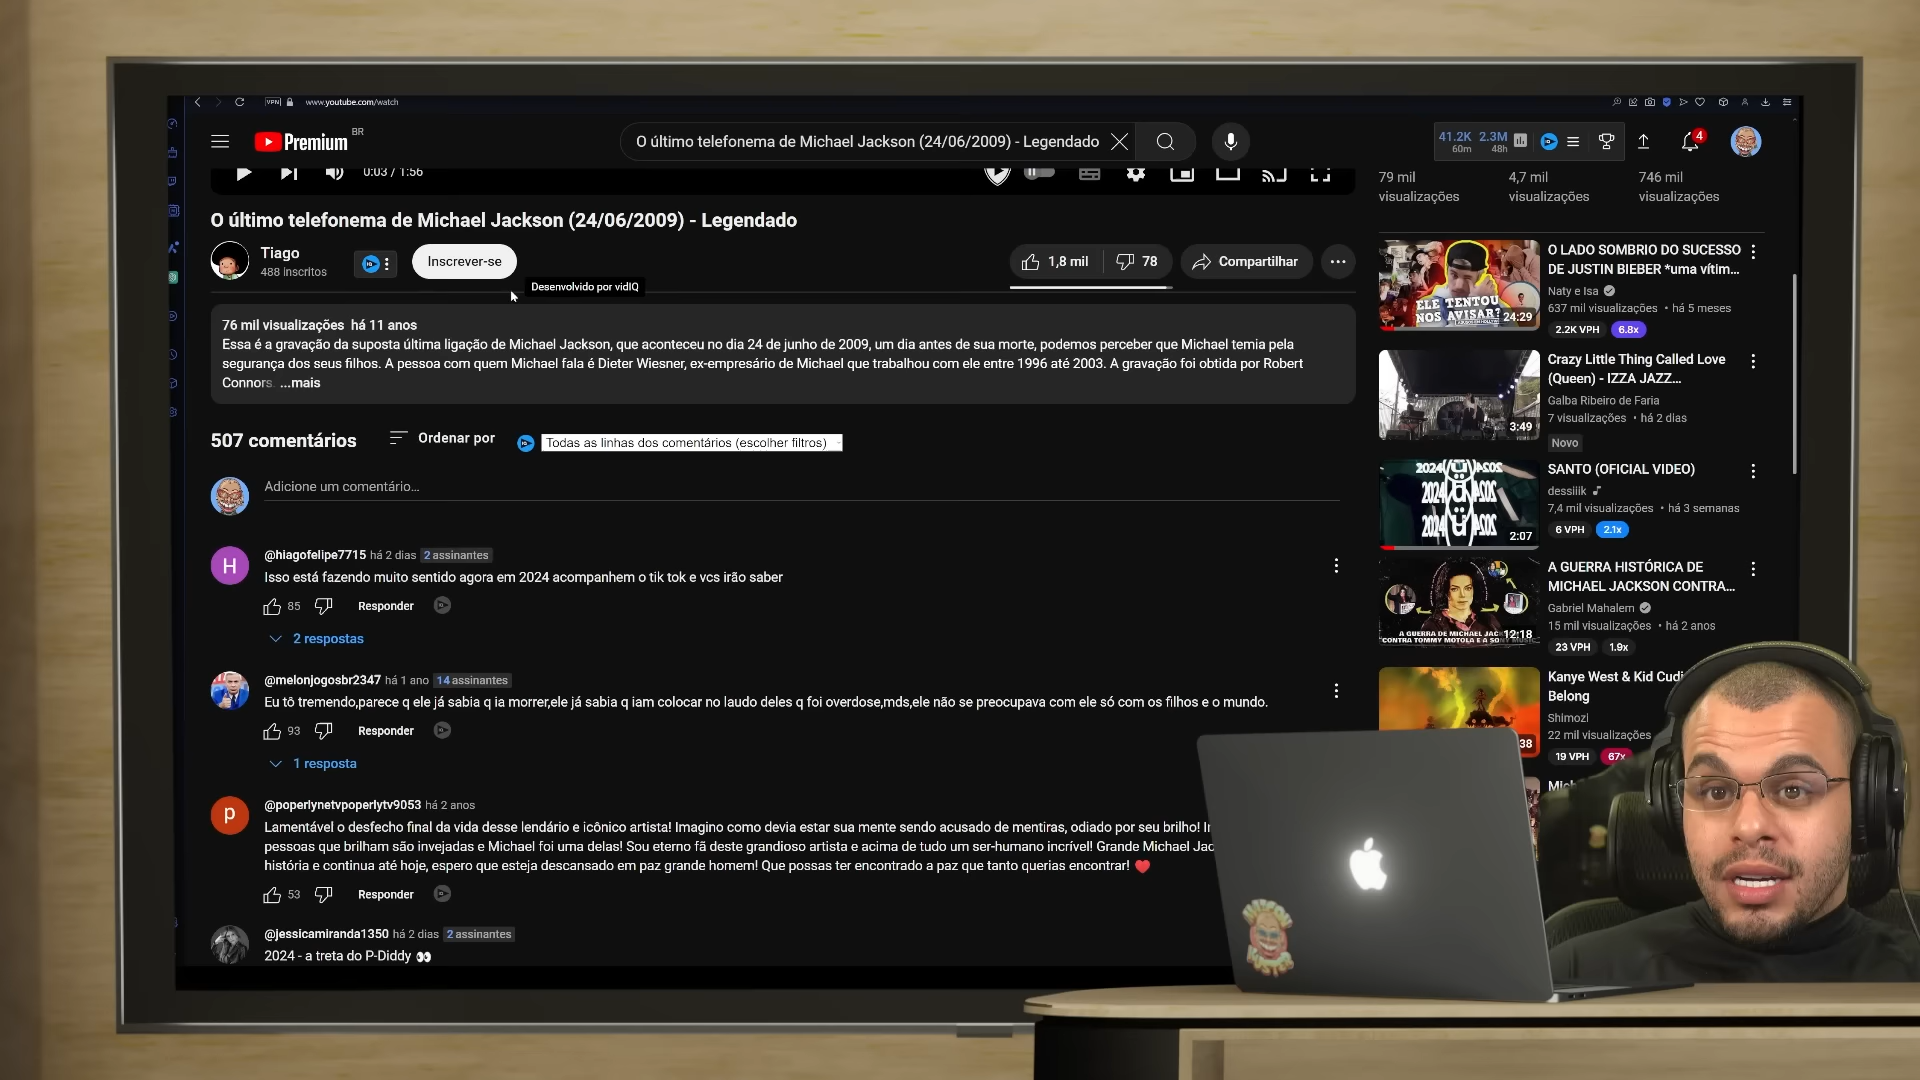 VPN www.youtube.com/watch
Premium BR
O último telefonema de Michael Jackson (24/06/2009) - Legendado
41.2K 2.3M
60m 48h
4
0:03 / 1:56
O último telefonema de Michael Jackson (24/06/2009) - Legendado
Tiago
488 inscritos
Inscrever-se
1,8 mil
78
Compartilhar
Desenvolvido por vidIQ
76 mil visualizações há 11 anos
Essa é a gravação da suposta última ligação de Michael Jackson, que aconteceu no dia 24 de junho de 2009, um dia antes de sua morte, podemos perceber que Michael temia pela
segurança dos seus filhos. A pessoa com quem Michael fala é Dieter Wiesner, ex-empresário de Michael que trabalhou com ele entre 1996 até 2003. A gravação foi obtida por Robert
Connors. ...mais
507 comentários
Ordenar por
Todas as linhas dos comentários (escolher filtros)
Adicione um comentário...
H
@hiagofelipe7715 há 2 dias 2 assinantes
Isso está fazendo muito sentido agora em 2024 acompanhem o tik tok e vcs irão saber
85
Responder
2 respostas
@melonjogosbr2347 há 1 ano 14 assinantes
Eu tô tremendo,parece q ele já sabia q ia morrer,ele já sabia q iam colocar no laudo deles q foi overdose,mds,ele não se preocupava com ele só com os filhos e o mundo.
93
Responder
1 resposta
p
@poperlynetvpoperlytv9053 há 2 anos
Lamentável o desfecho final da vida desse lendário e icônico artista! Imagino como devia estar sua mente sendo acusado de mentiras, odiado por seu brilho!
pessoas que brilham são invejadas e Michael foi uma delas! Sou eterno fã deste grandioso artista e acima de tudo um ser-humano incrível! Grande Michael Jac
história e continua até hoje, espero que esteja descansado em paz grande homem! Que possas ter encontrado a paz que tanto querias encontrar! ❤
53
Responder
@jessicamiranda1350 há 2 dias 2 assinantes
2024 - a treta do P-Diddy 👀
79 mil
visualizações
4,7 mil
visualizações
746 mil
visualizações
ELE TENTOU
NOS AVISAR?
24:29
O LADO SOMBRIO DO SUCESSO
DE JUSTIN BIEBER *uma vítim...
Naty e Isa
637 mil visualizações • há 5 meses
2.2K VPH 6.8x
3:49
Crazy Little Thing Called Love
(Queen) - IZZA JAZZ...
Galba Ribeiro de Faria
7 visualizações • há 2 dias
Novo
2:07
SANTO (OFICIAL VIDEO)
dessiiik
7,4 mil visualizações • há 3 semanas
6 VPH 2.1x
A GUERRA DE MICHAEL JAC
CONTRA TOMMY MOTOLA E A SONY MUSIC
12:18
A GUERRA HISTÓRICA DE
MICHAEL JACKSON CONTRA...
Gabriel Mahalem
15 mil visualizações • há 2 anos
23 VPH 1.9x
38
Kanye West & Kid Cudi
Belong
Shimozi
22 mil visualizações
19 VPH 67x